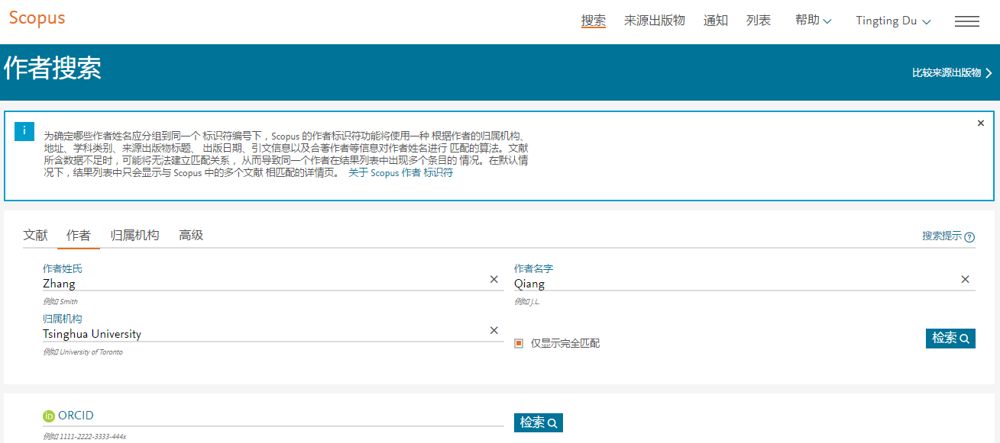 Scopus
搜索 来源出版物 通知 列表 帮助 Tingting Du
作者搜索
比较来源出版物
i
为确定哪些作者姓名应分组到同一个 标识符编号下，Scopus 的作者标识符功能将使用一种 根据作者的归属机构、
地址、学科类别、来源出版物标题、 出版日期、引文信息以及合著作者等信息对作者姓名进行 匹配的算法。文献
所含数据不足时，可能将无法建立匹配关系， 从而导致同一个作者在结果列表中出现多个条目的 情况。在默认情
况下，结果列表中只会显示与 Scopus 中的多个文献 相匹配的详情页。 关于 Scopus 作者 标识符
文献 作者 归属机构 高级 搜索提示 ?
作者姓氏 作者名字
Zhang Qiang
例如 Smith 例如 J.L.
归属机构
Tsinghua University
仅显示完全匹配 检索
例如 University of Toronto
iD ORCID
检索
例如 1111-2222-3333-444x